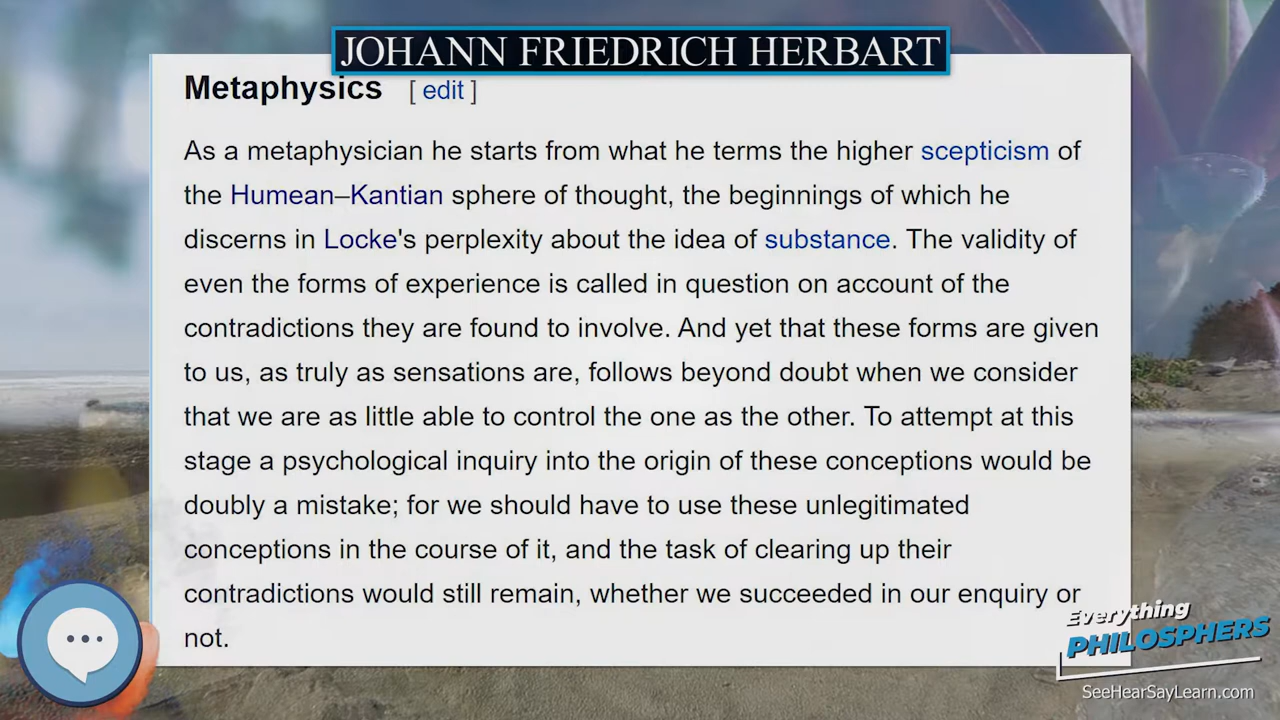 JOHANN FRIEDRICH HERBART
Metaphysics [ edit ]
As a metaphysician he starts from what he terms the higher scepticism of
the Humean–Kantian sphere of thought, the beginnings of which he
discerns in Locke's perplexity about the idea of substance. The validity of
even the forms of experience is called in question on account of the
contradictions they are found to involve. And yet that these forms are given
to us, as truly as sensations are, follows beyond doubt when we consider
that we are as little able to control the one as the other. To attempt at this
stage a psychological inquiry into the origin of these conceptions would be
doubly a mistake; for we should have to use these unlegitimated
conceptions in the course of it, and the task of clearing up their
contradictions would still remain, whether we succeeded in our enquiry or
not.
Everything
PHILOSPHERS
SeeHearSayLearn.com